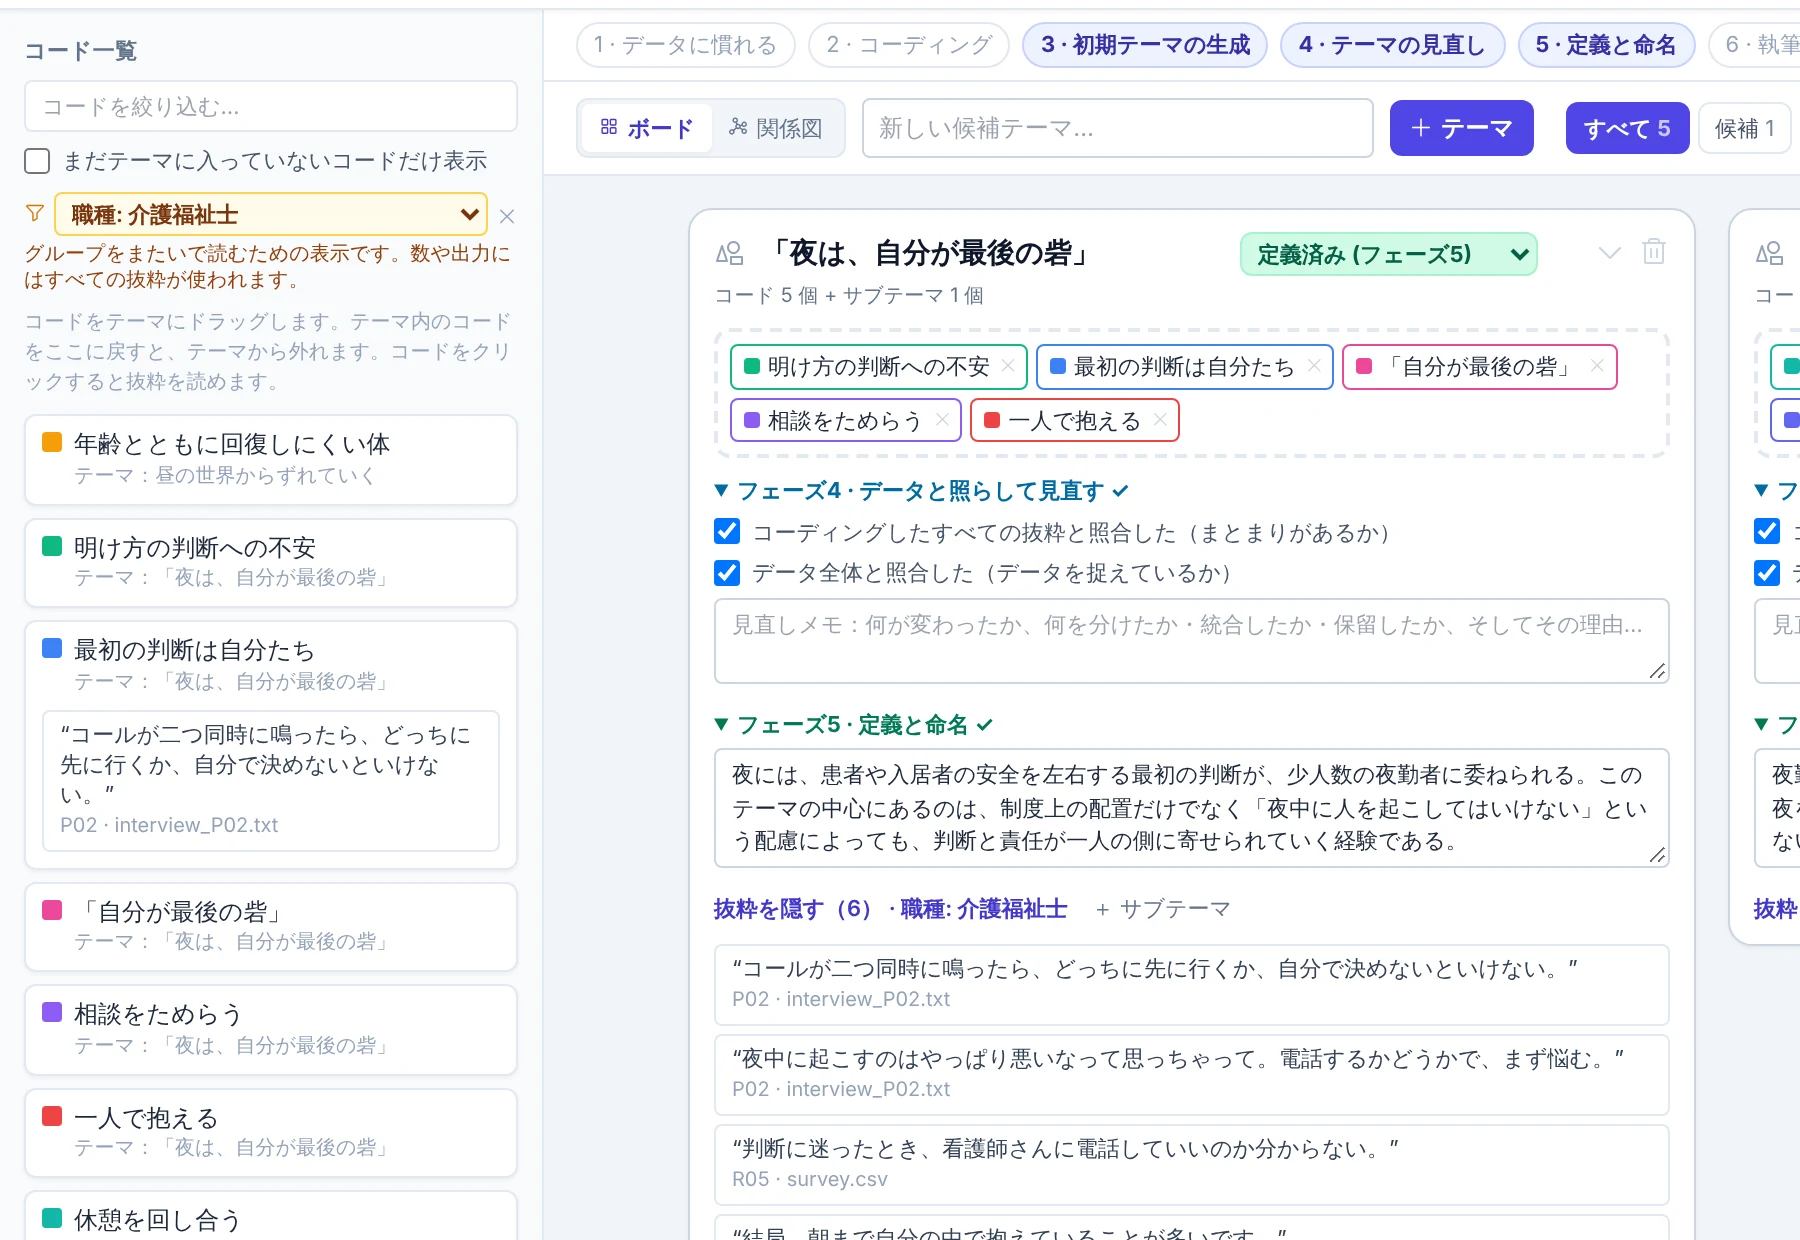 コード一覧
コードを絞り込む...
まだテーマに入っていないコードだけ表示
職種: 介護福祉士
グループをまたいで読むための表示です。数や出力に
はすべての抜粋が使われます。
コードをテーマにドラッグします。テーマ内のコード
をここに戻すと、テーマから外れます。コードをクリ
ックすると抜粋を読めます。
年齢とともに回復しにくい体
テーマ：昼の世界からずれていく
明け方の判断への不安
テーマ：「夜は、自分が最後の砦」
最初の判断は自分たち
テーマ：「夜は、自分が最後の砦」
“コールが二つ同時に鳴ったら、どっちに
先に行くか、自分で決めないといけな
い。”
P02 · interview_P02.txt
「自分が最後の砦」
テーマ：「夜は、自分が最後の砦」
相談をためらう
テーマ：「夜は、自分が最後の砦」
一人で抱える
テーマ：「夜は、自分が最後の砦」
休憩を回し合う
1 · データに慣れる
2 · コーディング
3 · 初期テーマの生成
4 · テーマの見直し
5 · 定義と命名
6 · 執筆
ボード
関係図
新しい候補テーマ...
＋ テーマ
すべて 5
候補 1
「夜は、自分が最後の砦」
定義済み (フェーズ5)
コード 5 個 + サブテーマ 1 個
明け方の判断への不安
最初の判断は自分たち
「自分が最後の砦」
相談をためらう
一人で抱える
▼ フェーズ4 · データと照らして見直す ✓
コーディングしたすべての抜粋と照合した（まとまりがあるか）
データ全体と照合した（データを捉えているか）
見直しメモ：何が変わったか、何を分けたか・統合したか・保留したか、そしてその理由...
▼ フェーズ5 · 定義と命名 ✓
夜には、患者や入居者の安全を左右する最初の判断が、少人数の夜勤者に委ねられる。この
テーマの中心にあるのは、制度上の配置だけでなく「夜中に人を起こしてはいけない」とい
う配慮によっても、判断と責任が一人の側に寄せられていく経験である。
抜粋を隠す（6） · 職種: 介護福祉士
+ サブテーマ
“コールが二つ同時に鳴ったら、どっちに先に行くか、自分で決めないといけない。”
P02 · interview_P02.txt
“夜中に起こすのはやっぱり悪いなって思っちゃって。電話するかどうかで、まず悩む。”
P02 · interview_P02.txt
“判断に迷ったとき、看護師さんに電話していいのか分からない。”
R05 · survey.csv
“結局、朝まで自分の中で抱えていることが多いです。”
コー
▼ フ
見
▼ フ
夜
夜
な
抜粋